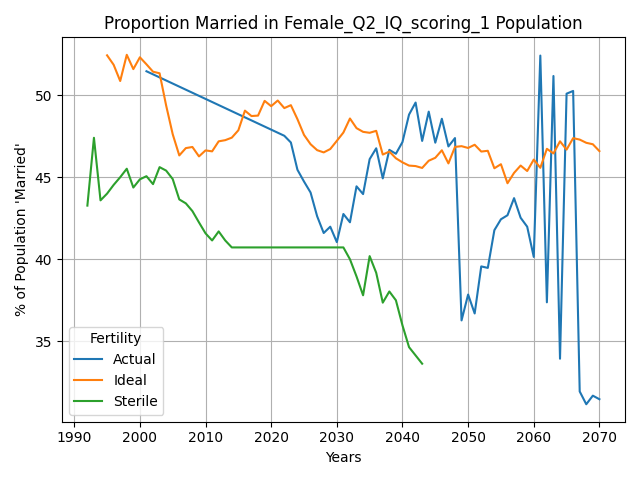 Proportion Married in Female_Q2_IQ_scoring_1 Population
% of Population 'Married'
50
45
40
35
Fertility
Actual
Ideal
Sterile
1990 2000 2010 2020 2030 2040 2050 2060 2070
Years